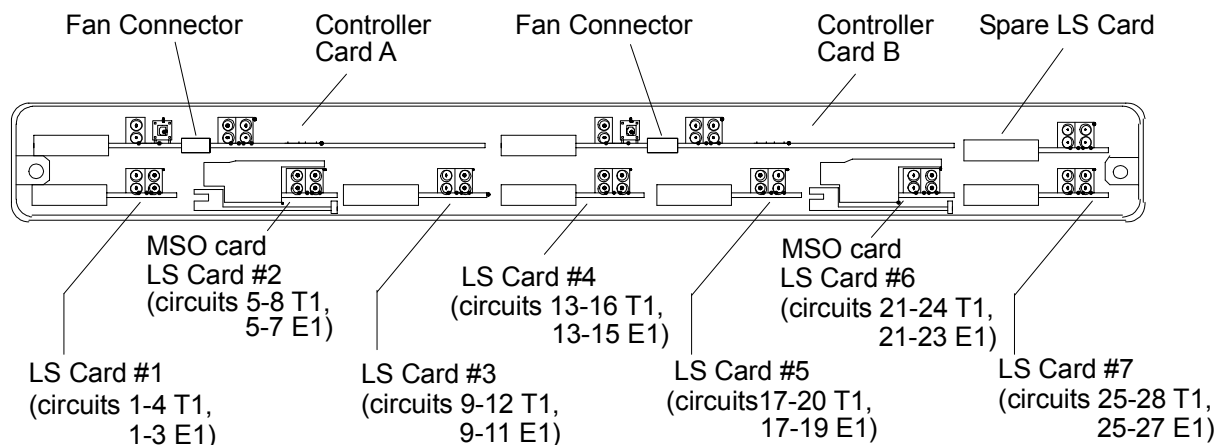 Fan Connector
Controller
Card A
Fan Connector
Controller
Card B
Spare LS Card
MSO card
LS Card #2
(circuits 5-8 T1,
5-7 E1)
LS Card #4
(circuits 13-16 T1,
13-15 E1)
MSO card
LS Card #6
(circuits 21-24 T1,
21-23 E1)
LS Card #1
(circuits 1-4 T1,
1-3 E1)
LS Card #3
(circuits 9-12 T1,
9-11 E1)
LS Card #5
(circuits17-20 T1,
17-19 E1)
LS Card #7
(circuits 25-28 T1,
25-27 E1)